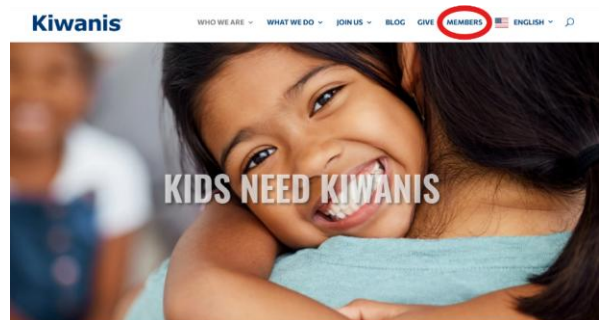 Kiwanis
WHO WE ARE WHAT WE DO JOIN US BLOG GIVE MEMBERS ENGLISH
KIDS NEED KIWANIS